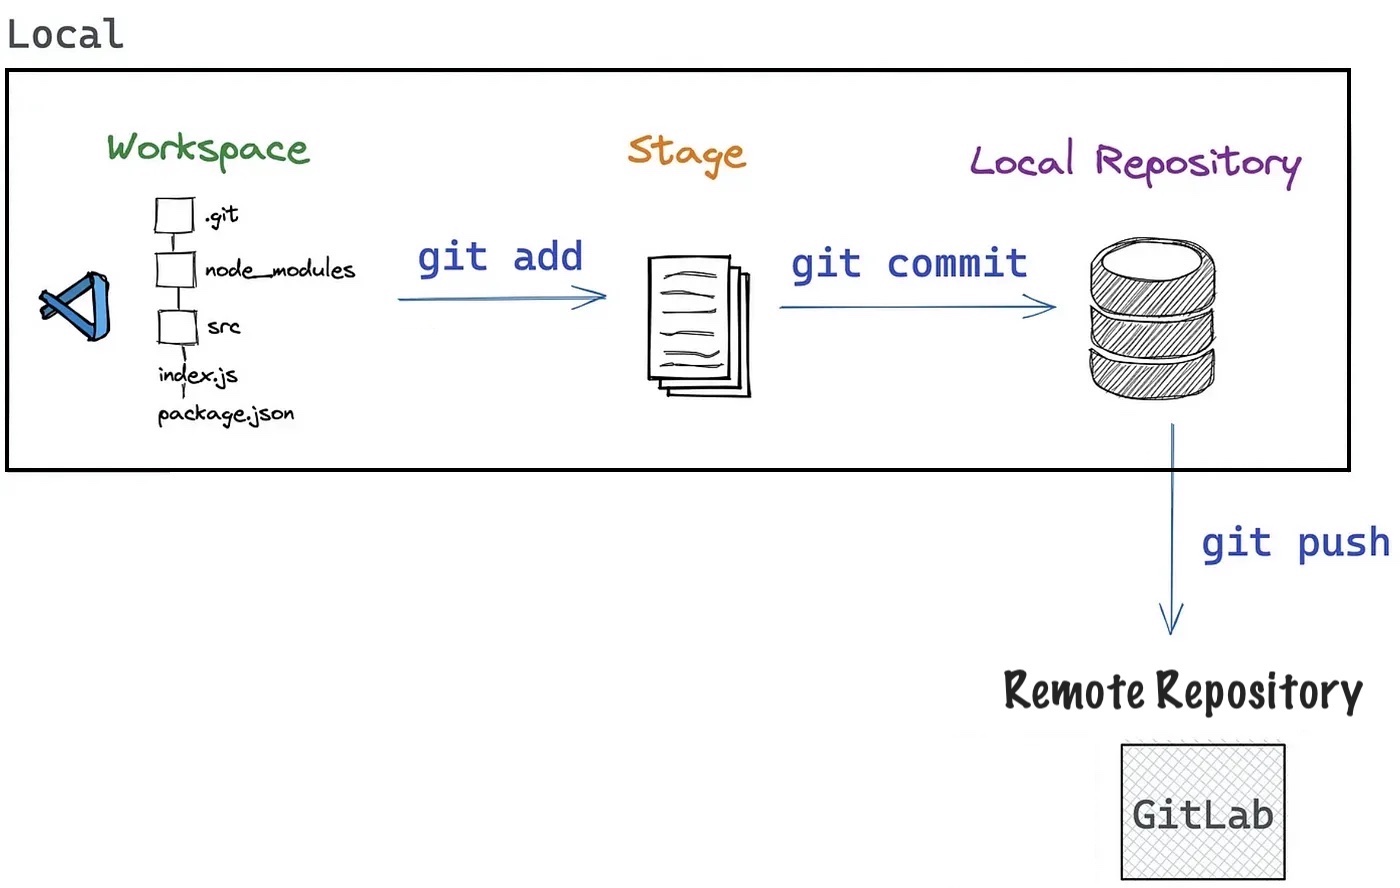 Local
Workspace
Stage
Local Repository
.git
node_modules
src
index.js
package.json
git add
git commit
git push
Remote Repository
GitLab